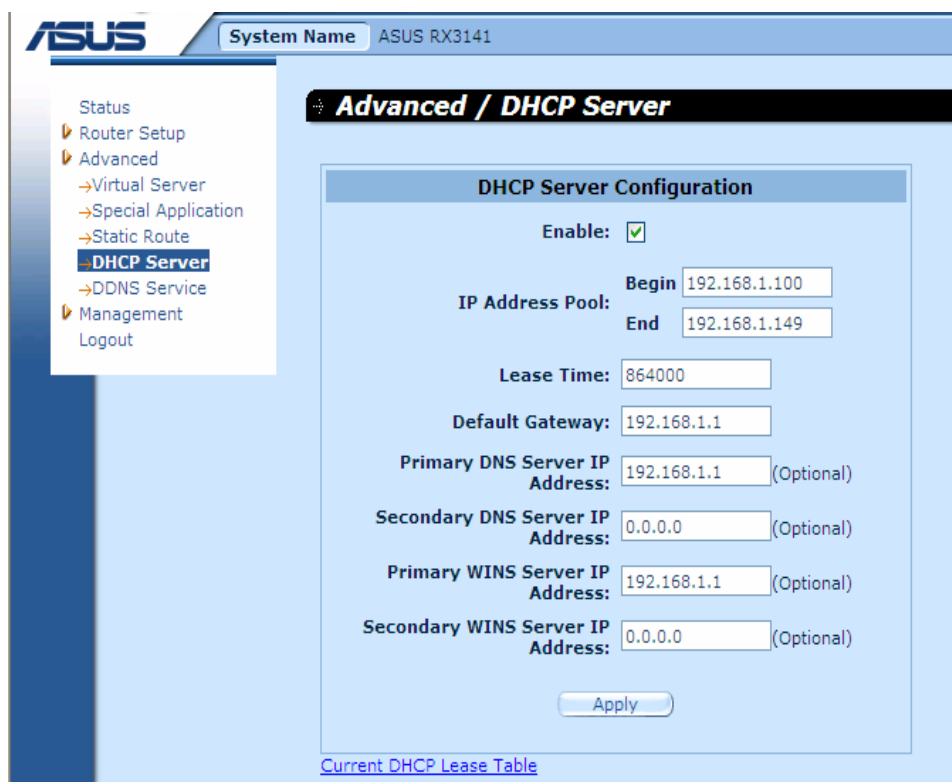 ASUS
System Name ASUS RX3141
Status
Router Setup
Advanced
→Virtual Server
→Special Application
→Static Route
→DHCP Server
→DDNS Service
Management
Logout
Advanced / DHCP Server
DHCP Server Configuration
Enable:
IP Address Pool:
Begin 192.168.1.100
End 192.168.1.149
Lease Time: 864000
Default Gateway: 192.168.1.1
Primary DNS Server IP
Address: 192.168.1.1 (Optional)
Secondary DNS Server IP
Address: 0.0.0.0 (Optional)
Primary WINS Server IP
Address: 192.168.1.1 (Optional)
Secondary WINS Server IP
Address: 0.0.0.0 (Optional)
Apply
Current DHCP Lease Table